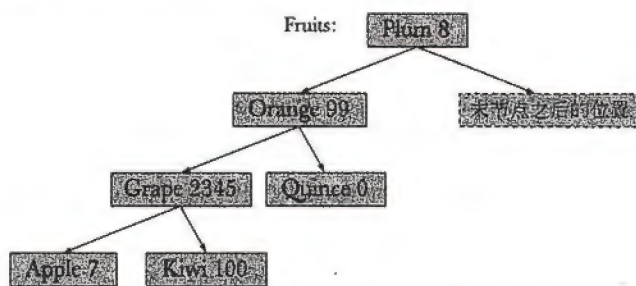 Fruits:
Plum 8
Orange 99
末节点之后的位置
Grape 2345
Quince 0
Apple 7
Kiwi 100